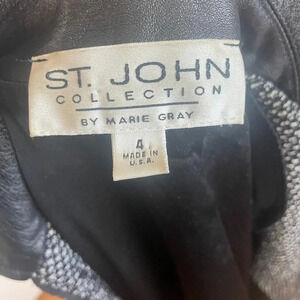 ST. JOHN
COLLECTION
BY MARIE GRAY
4
MADE IN
U.S.A.